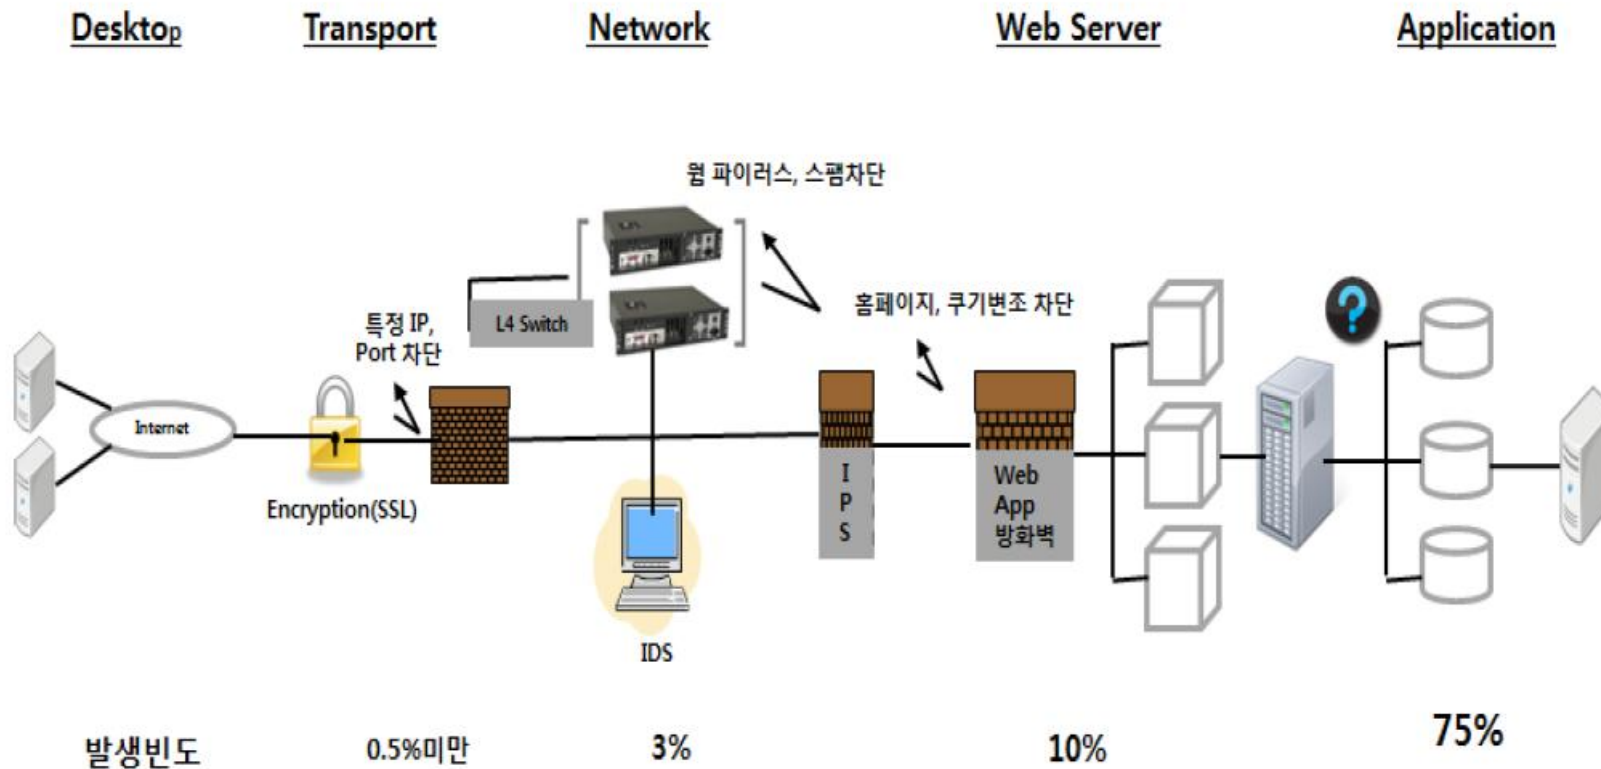 Desktop
Transport
Network
Web Server
Application
웜 파이러스, 스팸차단
홈페이지, 쿠기변조 차단
특정 IP,
Port 차단
L4 Switch
Internet
Encryption(SSL)
I
P
S
Web
App
방화벽
IDS
발생빈도
0.5%미만
3%
10%
75%